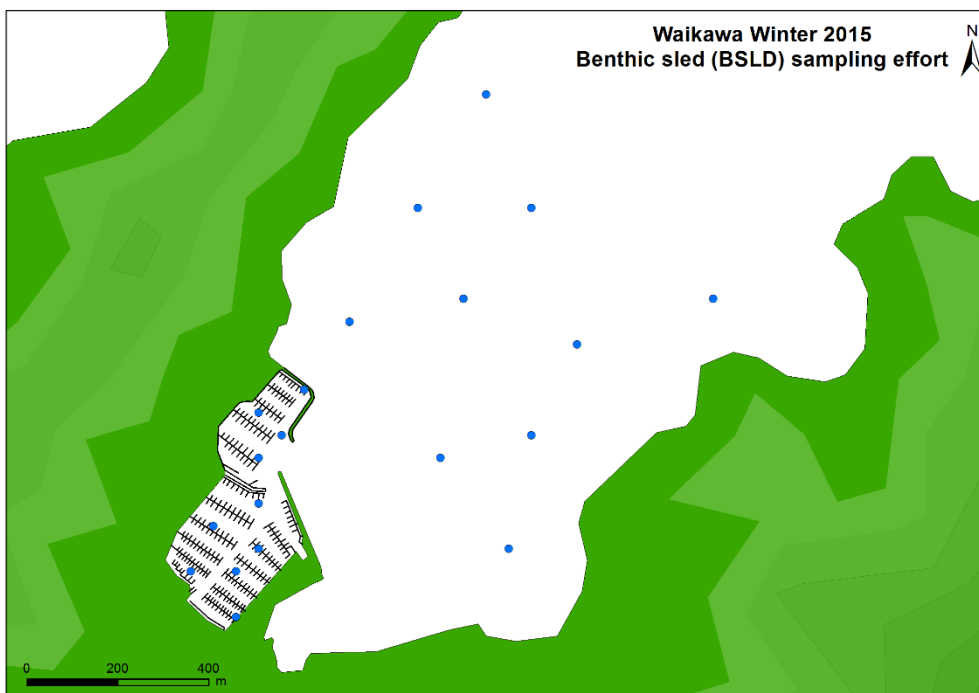 Waikawa Winter 2015
N
Benthic sled (BSLD) sampling effort
0 200 400
m